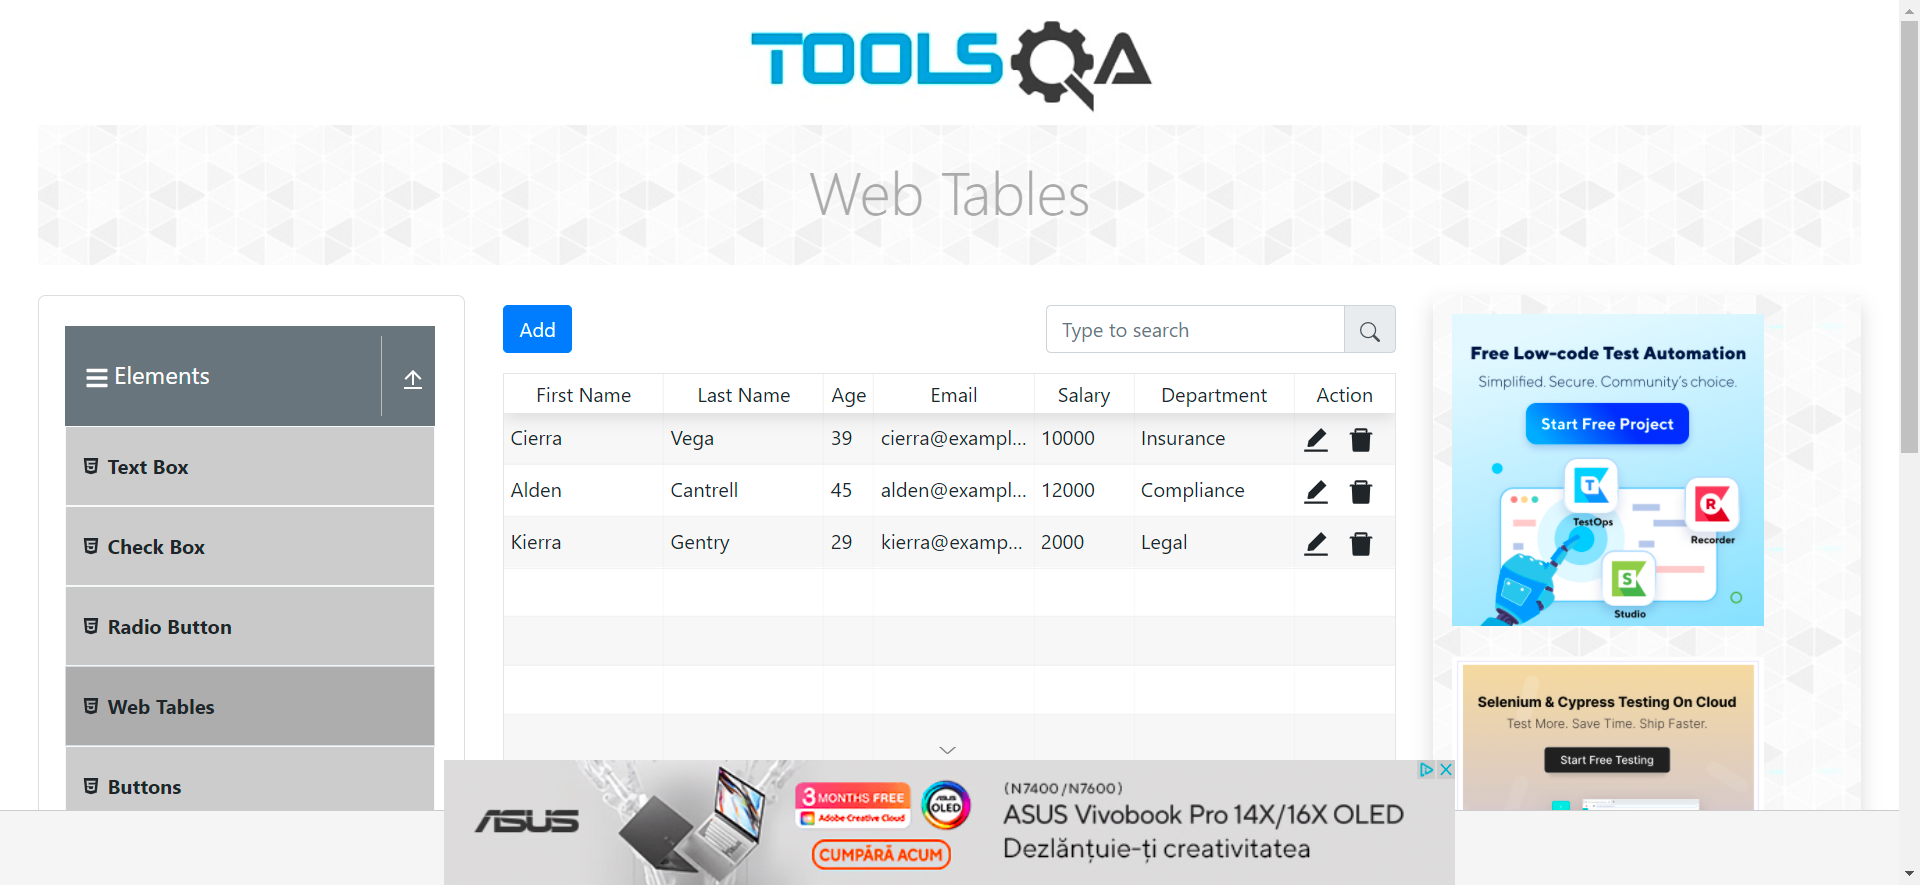 TOOLSQA
Web Tables
Elements
Text Box
Check Box
Radio Button
Web Tables
Buttons
Add
Type to search
First Name Last Name Age Email Salary Department Action
Cierra Vega 39 cierra@exampl... 10000 Insurance
Alden Cantrell 45 alden@exampl... 12000 Compliance
Kierra Gentry 29 kierra@examp... 2000 Legal
Free Low-code Test Automation
Simplified. Secure. Community's choice.
Start Free Project
T
TestOps
R
Recorder
S
Studio
Selenium & Cypress Testing On Cloud
Test More. Save Time. Ship Faster.
Start Free Testing
ASUS
3 MONTHS FREE
Adobe Creative Cloud
ASUS
OLED
CUMPĂRĂ ACUM
(N7400/N7600)
ASUS Vivobook Pro 14X/16X OLED
Dezlănțuie-ți creativitatea